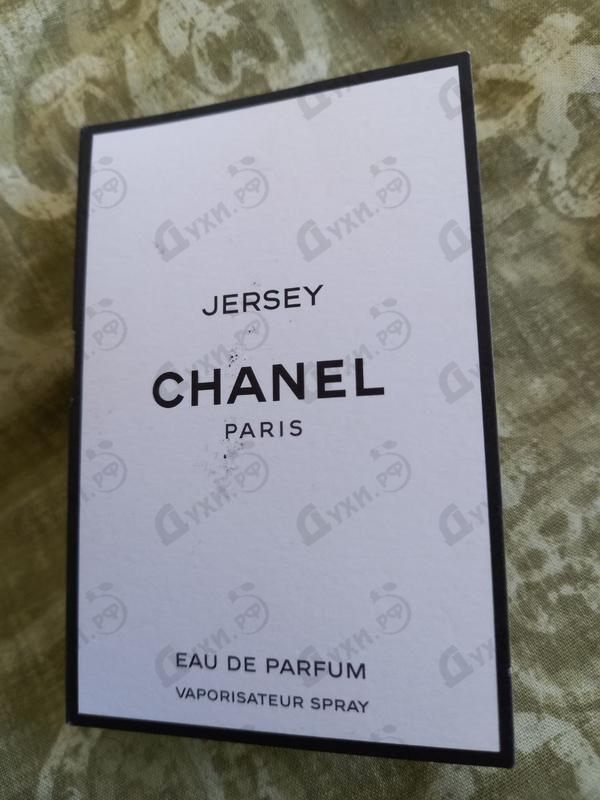 JERSEY
CHANEL
PARIS
EAU DE PARFUM
VAPORISATEUR SPRAY
Духи.рф